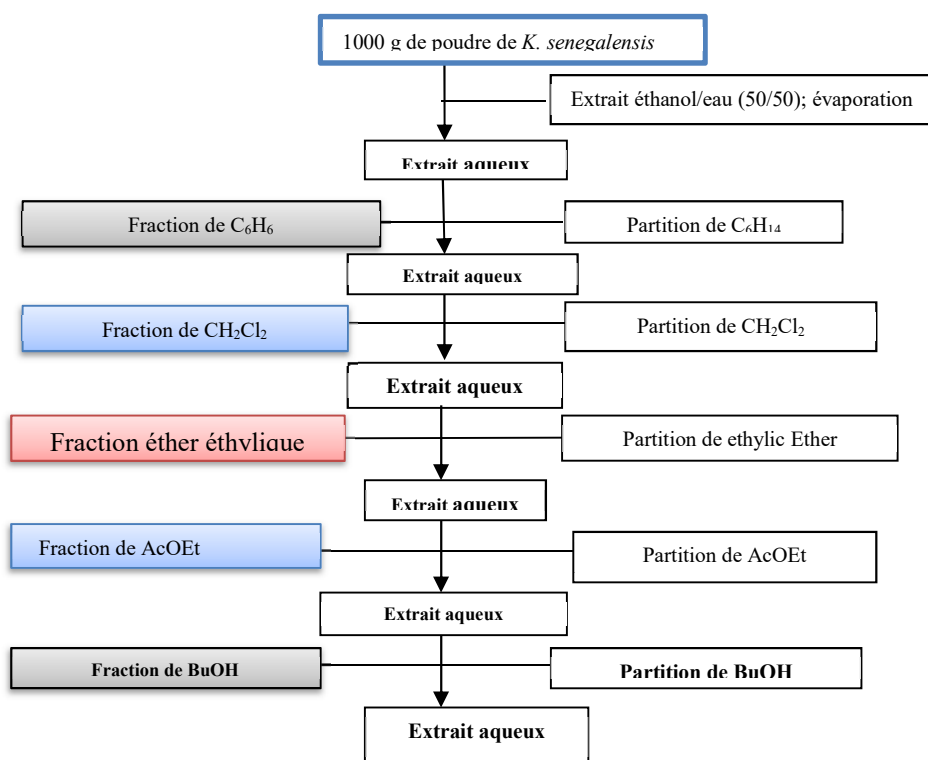 1000 g de poudre de K. senegalensis
Extrait éthanol/eau (50/50); évaporation
Extrait aqueux
Fraction de C₆H₆
Partition de C₆H₁₄
Extrait aqueux
Fraction de CH₂Cl₂
Partition de CH₂Cl₂
Extrait aqueux
Fraction éther éthylique
Partition de ethylic Ether
Extrait aqueux
Fraction de AcOEt
Partition de AcOEt
Extrait aqueux
Fraction de BuOH
Partition de BuOH
Extrait aqueux